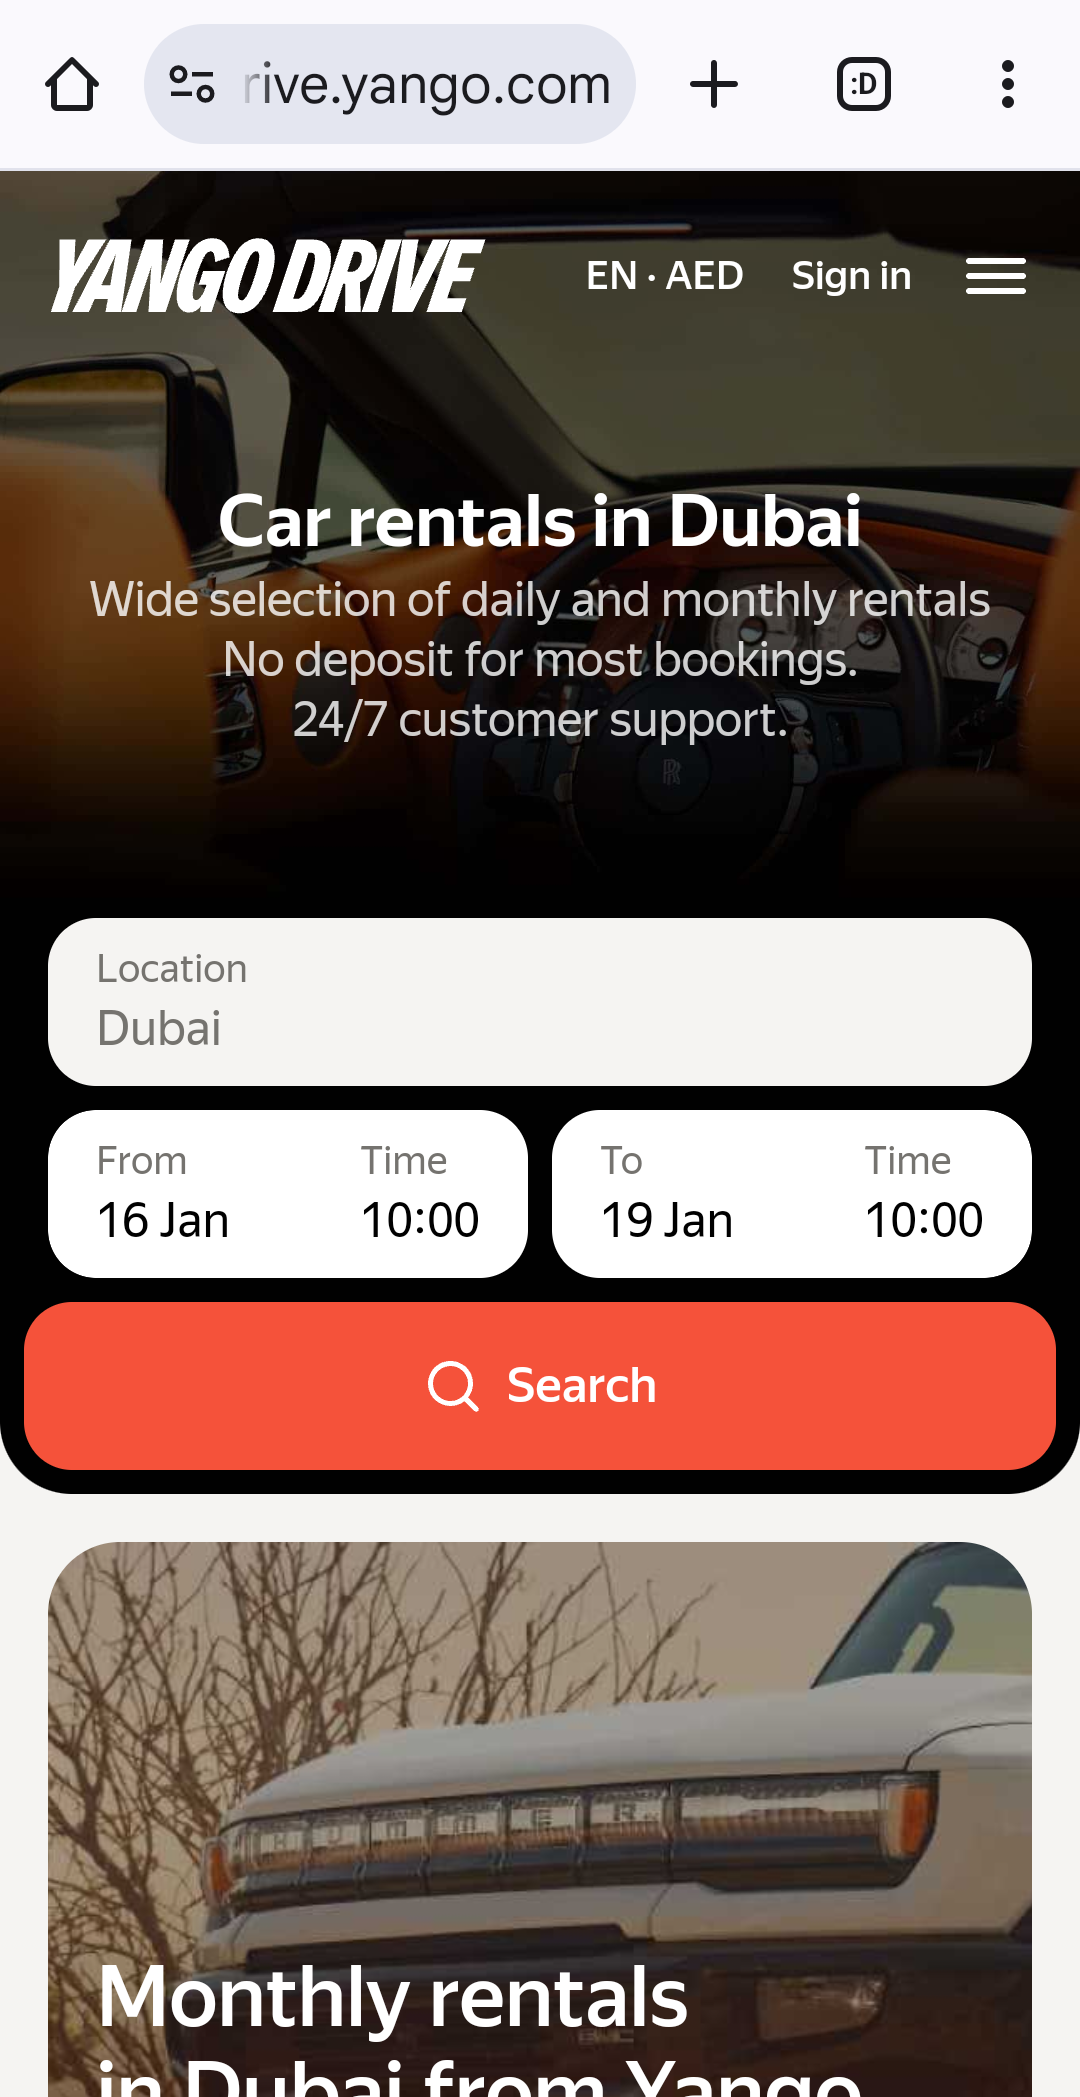 rive.yango.com
:D
YANGO DRIVE
EN · AED
Sign in
Car rentals in Dubai
Wide selection of daily and monthly rentals
No deposit for most bookings.
24/7 customer support.
Location
Dubai
From
Time
16 Jan
10:00
To
Time
19 Jan
10:00
Search
HUMMER
Monthly rentals
in Dubai from Yango